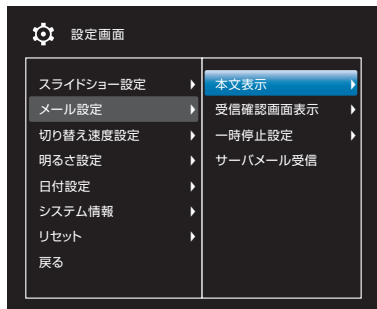 設定画面
スライドショー設定
メール設定
切り替え速度設定
明るさ設定
日付設定
システム情報
リセット
戻る
本文表示
受信確認画面表示
一時停止設定
サーバメール受信